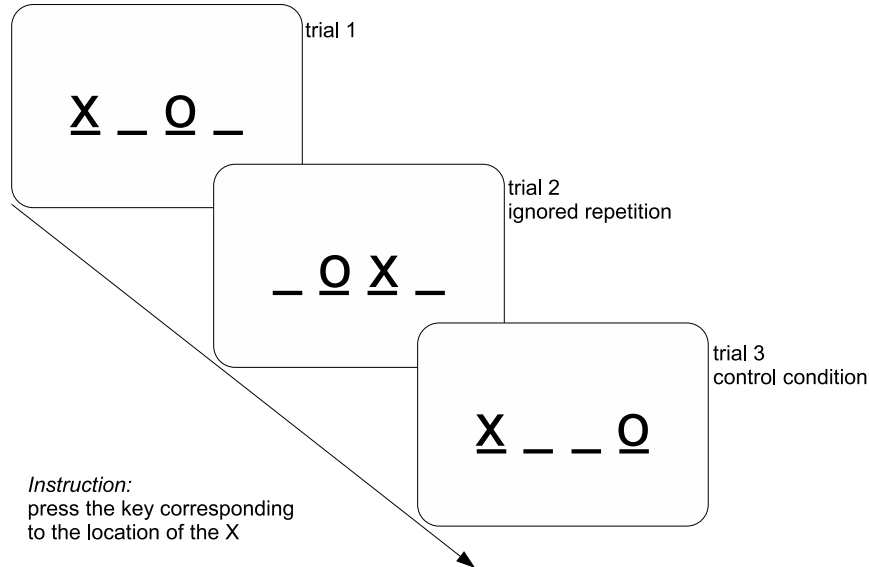 trial 1
x _ o _
trial 2
ignored repetition
_ o x _
trial 3
control condition
x _ _ o
Instruction:
press the key corresponding
to the location of the X